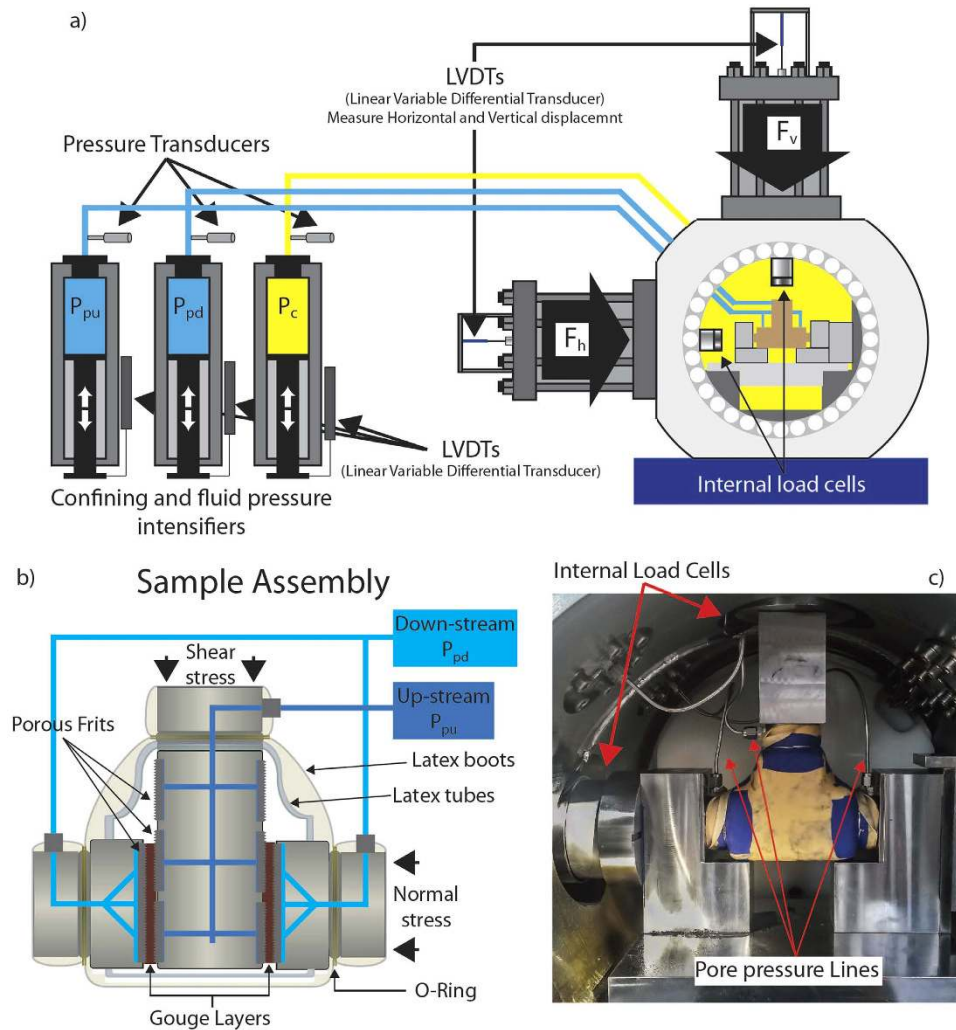 a)
LVDTs
(Linear Variable Differential Transducer)
Measure Horizontal and Vertical displacemnt
Fv
Pressure Transducers
Ppu
Ppd
Pc
Fh
LVDTs
(Linear Variable Differential Transducer)
Confining and fluid pressure
intensifiers
Internal load cells
b)
Sample Assembly
Down-stream
Ppd
Shear
stress
Up-stream
Ppu
Porous Frits
Latex boots
Latex tubes
Normal
stress
O-Ring
Gouge Layers
Internal Load Cells
c)
Pore pressure Lines